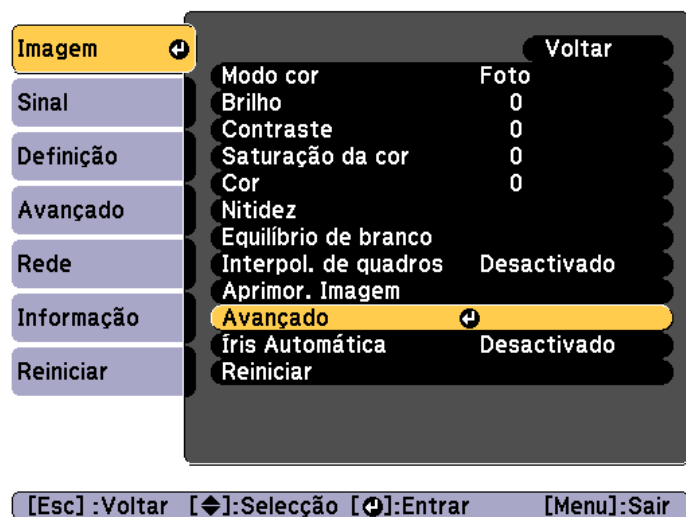 Imagem
Sinal
Definição
Avançado
Rede
Informação
Reiniciar
Voltar
Modo cor Foto
Brilho 0
Contraste 0
Saturação da cor 0
Cor 0
Nitidez
Equilíbrio de branco
Interpol. de quadros Desactivado
Aprimor. Imagem
Avançado
Íris Automática Desactivado
Reiniciar
[Esc] :Voltar [◆]:Selecção [↵]:Entrar [Menu]:Sair